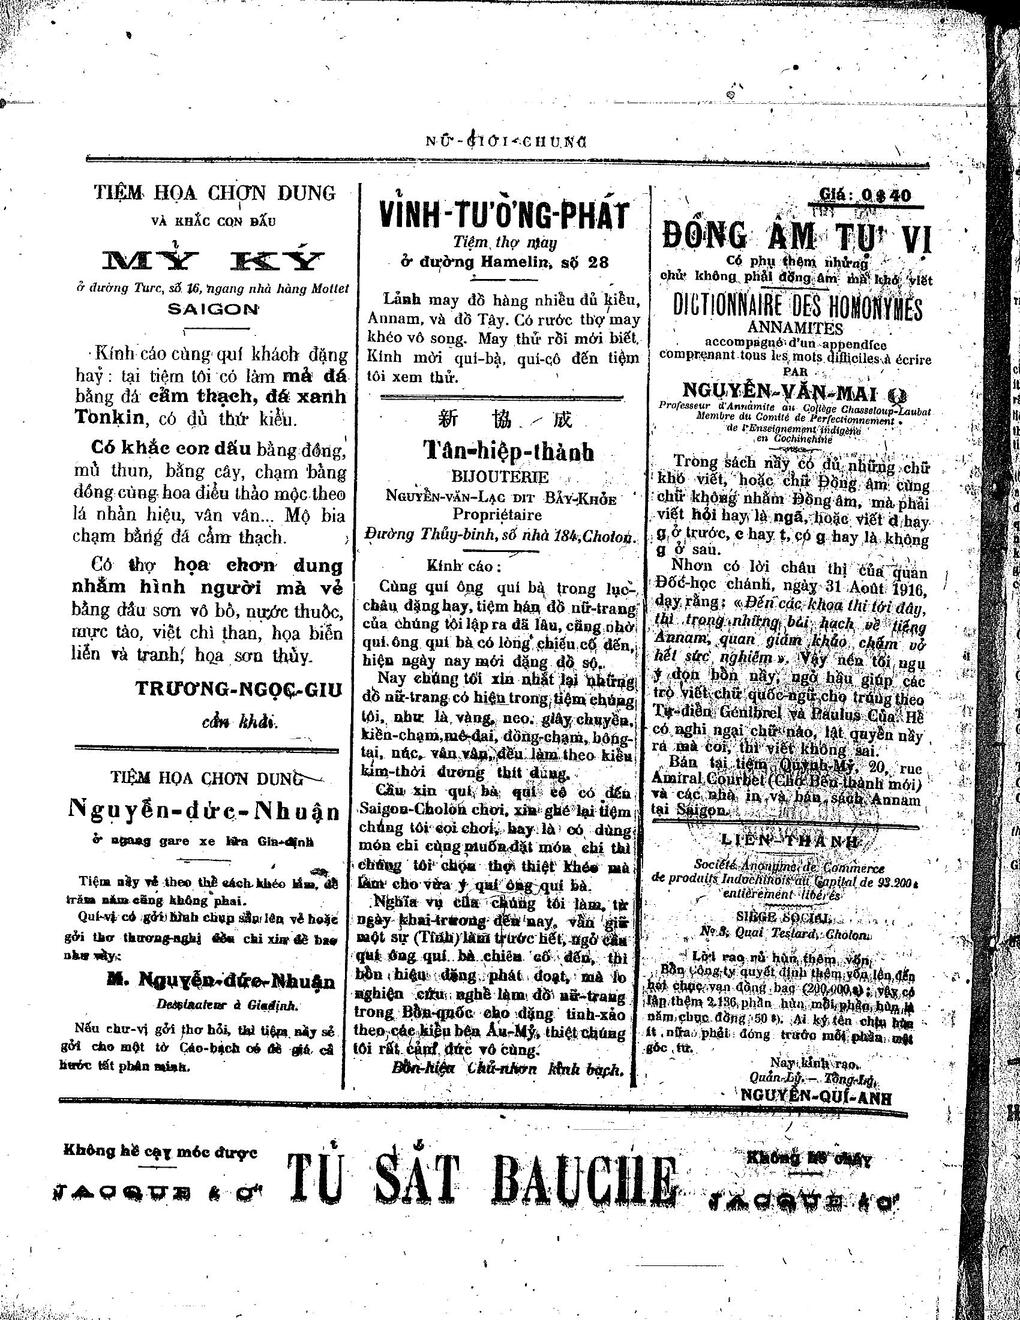 NỮ-GIỚI-CHUNG
TIỆM HỌA CHƠN DUNG
VÀ KHẮC CON DẤU
MỶ KÝ
ở đường Turc, số 16, ngang nhà hàng Mottet
SAIGON
Kính cáo cùng quí khách đặng
hay: tại tiệm tôi có làm mả đá
bằng đá cẩm thạch, đá xanh
Tonkin, có đủ thứ kiểu.
Có khắc con dấu bằng đồng,
mủ thun, bằng cây, chạm bằng
đồng cùng hoa điểu thảo mộc theo
lá nhãn hiệu, vân vân... Mộ bia
chạm bằng đá cẩm thạch.
Có thợ họa chơn dung
nhắm hình người mà vẽ
bằng dầu sơn vô bố, nước thuốc,
mực tào, viết chì than, họa biển
liễn và tranh, họa sơn thủy.
TRƯƠNG-NGỌC-GIU
cẩn khải.
TIỆM HỌA CHƠN DUNG
Nguyễn-đức-Nhuận
ở ngang gare xe lửa Gia-định
Tiệm nầy vẽ theo thể cách khéo lắm, để
trăm năm cũng không phai.
Quí-vị có gởi hình chụp sẵn lên vẽ hoặc
gởi thơ thương-nghị đều chi xin đề bao
như vầy:
M. Nguyễn-đức-Nhuận
Dessinateur à Giadinh.
Nếu chư-vị gởi thơ hỏi, thì tiệm nầy sẽ
gởi cho một tờ Cáo-bạch có đề giá cả
hước tất phân minh.
VỈNH-TƯỜNG-PHÁT
Tiệm thợ may
ở đường Hamelin, số 28
Lảnh may đồ hàng nhiều đủ kiểu,
Annam, và đồ Tây. Có rước thợ may
khéo vô song. May thử rồi mới biết.
Kính mời quí-bà, quí-cô đến tiệm
tôi xem thử.
新 協 成
Tân-hiệp-thành
BIJOUTERIE
NGUYỄN-VĂN-LẠC DIT BẢY-KHỎE
Propriétaire
Đường Thủy-binh, số nhà 184, Cholon.
Kính cáo:
Cùng quí ông quí bà trong lục-
châu đặng hay, tiệm bán đồ nữ-trang
của chúng tôi lập ra đã lâu, cũng nhờ
quí ông quí bà có lòng chiếu cố đến,
hiện ngày nay mới đặng đồ sộ.
Nay chúng tôi xin nhắt lại những
đồ nữ-trang có hiện trong tiệm chúng
tôi, như là vàng, neo, giây chuyền,
kiền-chạm, mê-đai, đồng-chạm, bông-
tai, núc, vân vân, đều làm theo kiểu
kim-thời dương thit dung.
Cầu xin quí bà quí cô có đến
Saigon-Cholon chơi, xin ghé lại tiệm
chúng tôi coi chơi, hay là có dùng
món chi cùng muốn đặt món chi thì
chúng tôi chọn thợ thiệt khéo mà
làm cho vừa ý quí ông quí bà.
Nghĩa vụ của chúng tôi làm, từ
ngày khai-trương đến nay, vẫn giữ
một sự (Tính) làm trước hết, ngỏ cầu
quí ông quí bà chiên cố đến, thì
bổn hiệu đặng phát đoạt, mà lo
nghiên cứu nghề làm đồ nữ-trang
trong Bổn-quốc cho đặng tinh-xảo
theo các kiểu bên Âu-Mỹ, thiệt chúng
tôi rất cảm đức vô cùng.
Bổn-hiệu Chủ-nhơn kính bạch.
Giá: 0$40
ĐỒNG ÂM TỰ VỊ
Có phụ thêm những
chử không phải đồng âm mà khó viết
DICTIONNAIRE DES HOMONYMES
ANNAMITES
accompagné d'un appendice
comprenant tous les mots difficiles à écrire
PAR
NGUYỄN-VĂN-MAI
Professeur d'Annamite au Collège Chasseloup-Laubat
Membre du Comité de Perfectionnement
de l'Enseignement indigène
en Cochinchine
Trong sách nầy có đủ những chữ
khó viết, hoặc chữ Đồng âm cùng
chữ không nhằm Đồng âm, mà phải
viết hỏi hay là ngã, hoặc viết d hay
g ở trước, c hay t, có g hay là không
g ở sau.
Nhơn có lời châu thị của quan
Đốc-học chánh, ngày 31 Août 1916,
dạy rằng: «Đến các khoa thi tới đây,
thì trong những bài hạch về tiếng
Annam, quan giám khảo chấm vở
hết sức nghiêm». Vậy nên tôi ngụ
ý dọn bổn nầy, ngỏ hầu giúp các
trò viết chữ quốc-ngữ cho trúng theo
Tự-điển Génibrel và Paulus Của. Hễ
có nghi ngại chữ nào, lật quyển nầy
ra mà coi, thì viết không sai.
Bán tại tiệm Quỳnh-Mỹ, 20, rue
Amiral Courbet (Chợ Bến-thành mới)
và các nhà in và bán sách Annam
tại Saigon.
LIÊN-THÀNH
Société Anonyme de Commerce
de produits Indochinois au Capital de 93.200$
entièrement libérés
SIÈGE SOCIAL
Nº 3, Quai Testard, Cholon
Lời rao rủ hùn thêm vốn
Bổn Công-ty quyết định thêm vốn lên đến
hai chục vạn đồng bạc (200,000$); vậy có
lập thêm 2.136 phần hùn mỗi phần hùn là
năm chục đồng (50$). Ai ký tên chịu hùn
ít nữa phải đóng trước mỗi phần một
góc tư.
Nay kính rao,
Quản-Lý, — Tổng-Lý,
NGUYỄN-QUÍ-ANH
Không hề cạy móc được
JACQUE & Cie
TỦ SẮT BAUCHE
Không hề cháy
JACQUE & Cie